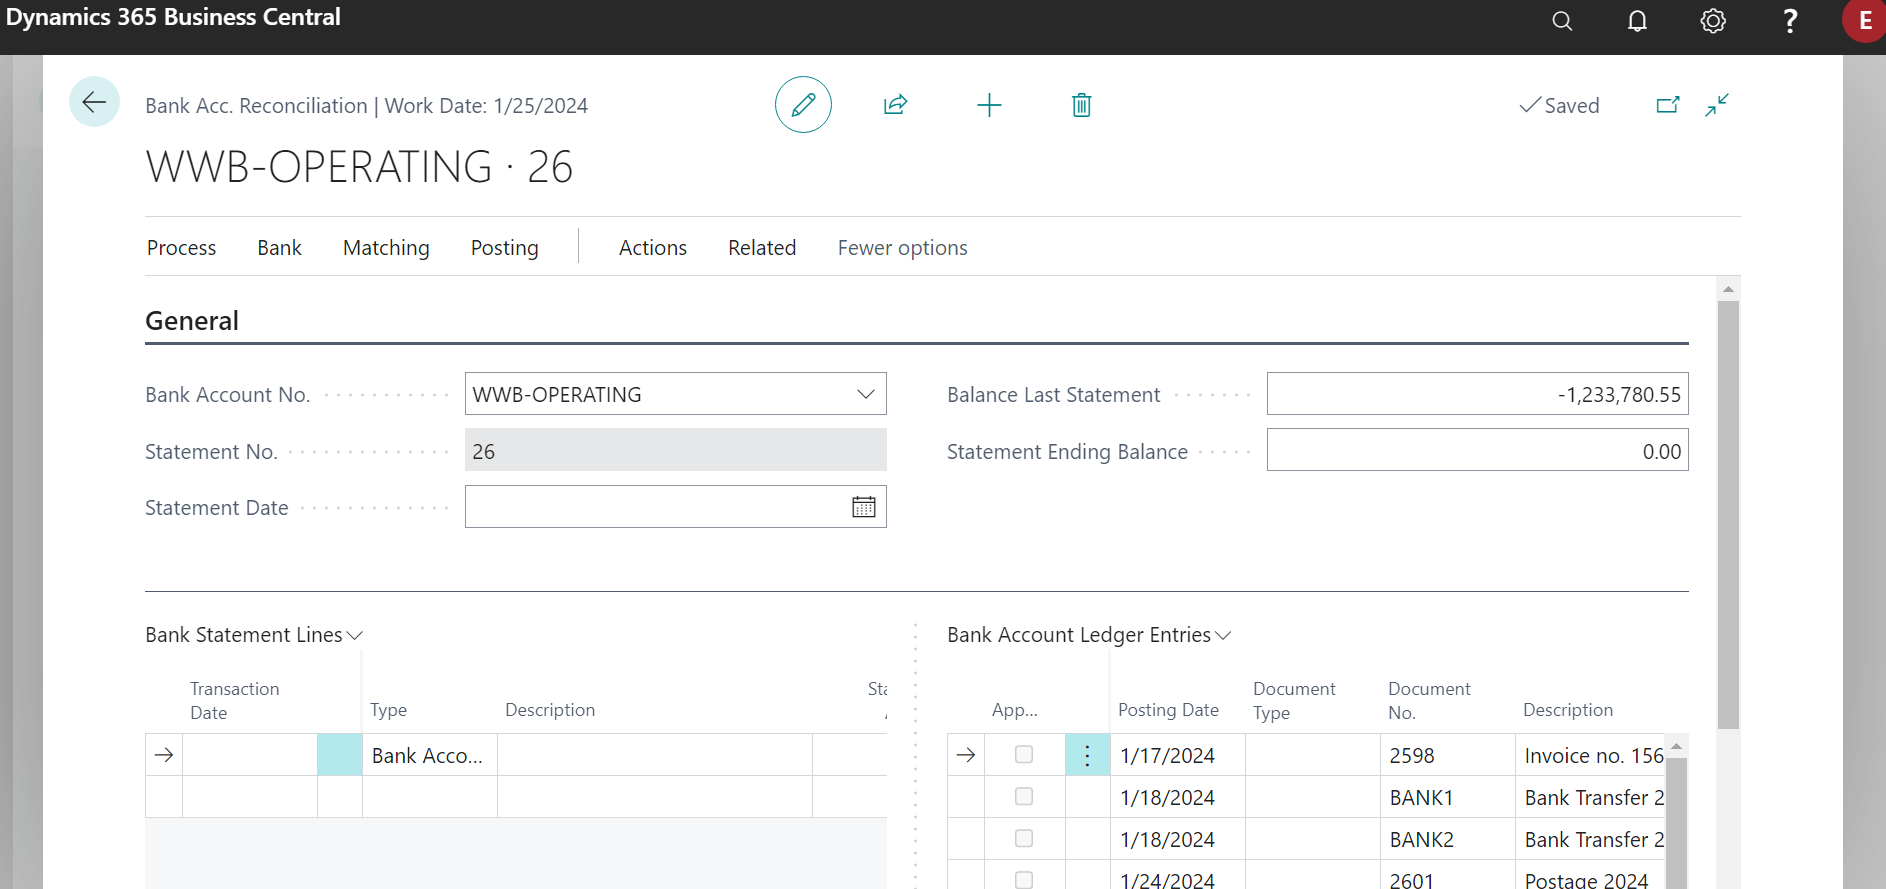 Dynamics 365 Business Central
?
E
Bank Acc. Reconciliation | Work Date: 1/25/2024
Saved
WWB-OPERATING · 26
Process Bank Matching Posting Actions Related Fewer options
General
Bank Account No. WWB-OPERATING
Balance Last Statement -1,233,780.55
Statement No. 26
Statement Ending Balance 0.00
Statement Date
Bank Statement Lines
Transaction
Date
Type
Description
Bank Acco...
Bank Account Ledger Entries
App...
Posting Date
Document
Type
Document
No.
Description
1/17/2024 2598 Invoice no. 156
1/18/2024 BANK1 Bank Transfer 2
1/18/2024 BANK2 Bank Transfer 2
1/24/2024 2601 Postage 2024